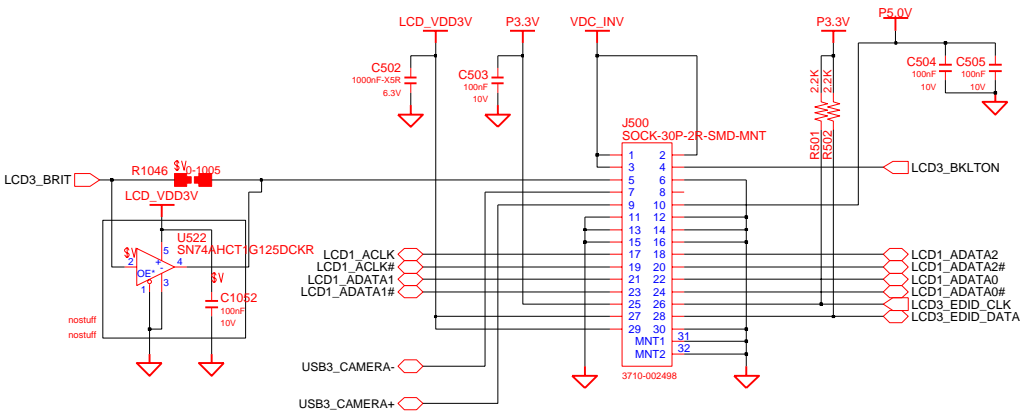 LCD_VDD3V
P3.3V
VDC_INV
P3.3V
P5.0V
C502
1000nF-X5R
6.3V
C503
100nF
10V
2.2K
2.2K
R501
R502
C504
100nF
10V
C505
100nF
10V
J500
SOCK-30P-2R-SMD-MNT
1 2
3 4
5 6
7 8
9 10
11 12
13 14
15 16
17 18
19 20
21 22
23 24
25 26
27 28
29 30
MNT1 31
MNT2 32
3710-002498
LCD3_BRIT
R1046
$V
0-1005
LCD_VDD3V
U522
SN74AHCT1G125DCKR
$V
2
5
+
-
4
OE*
1
3
$V
C1052
100nF
10V
nostuff
nostuff
LCD1_ACLK
LCD1_ACLK#
LCD1_ADATA1
LCD1_ADATA1#
USB3_CAMERA-
USB3_CAMERA+
LCD3_BKLTON
LCD1_ADATA2
LCD1_ADATA2#
LCD1_ADATA0
LCD1_ADATA0#
LCD3_EDID_CLK
LCD3_EDID_DATA